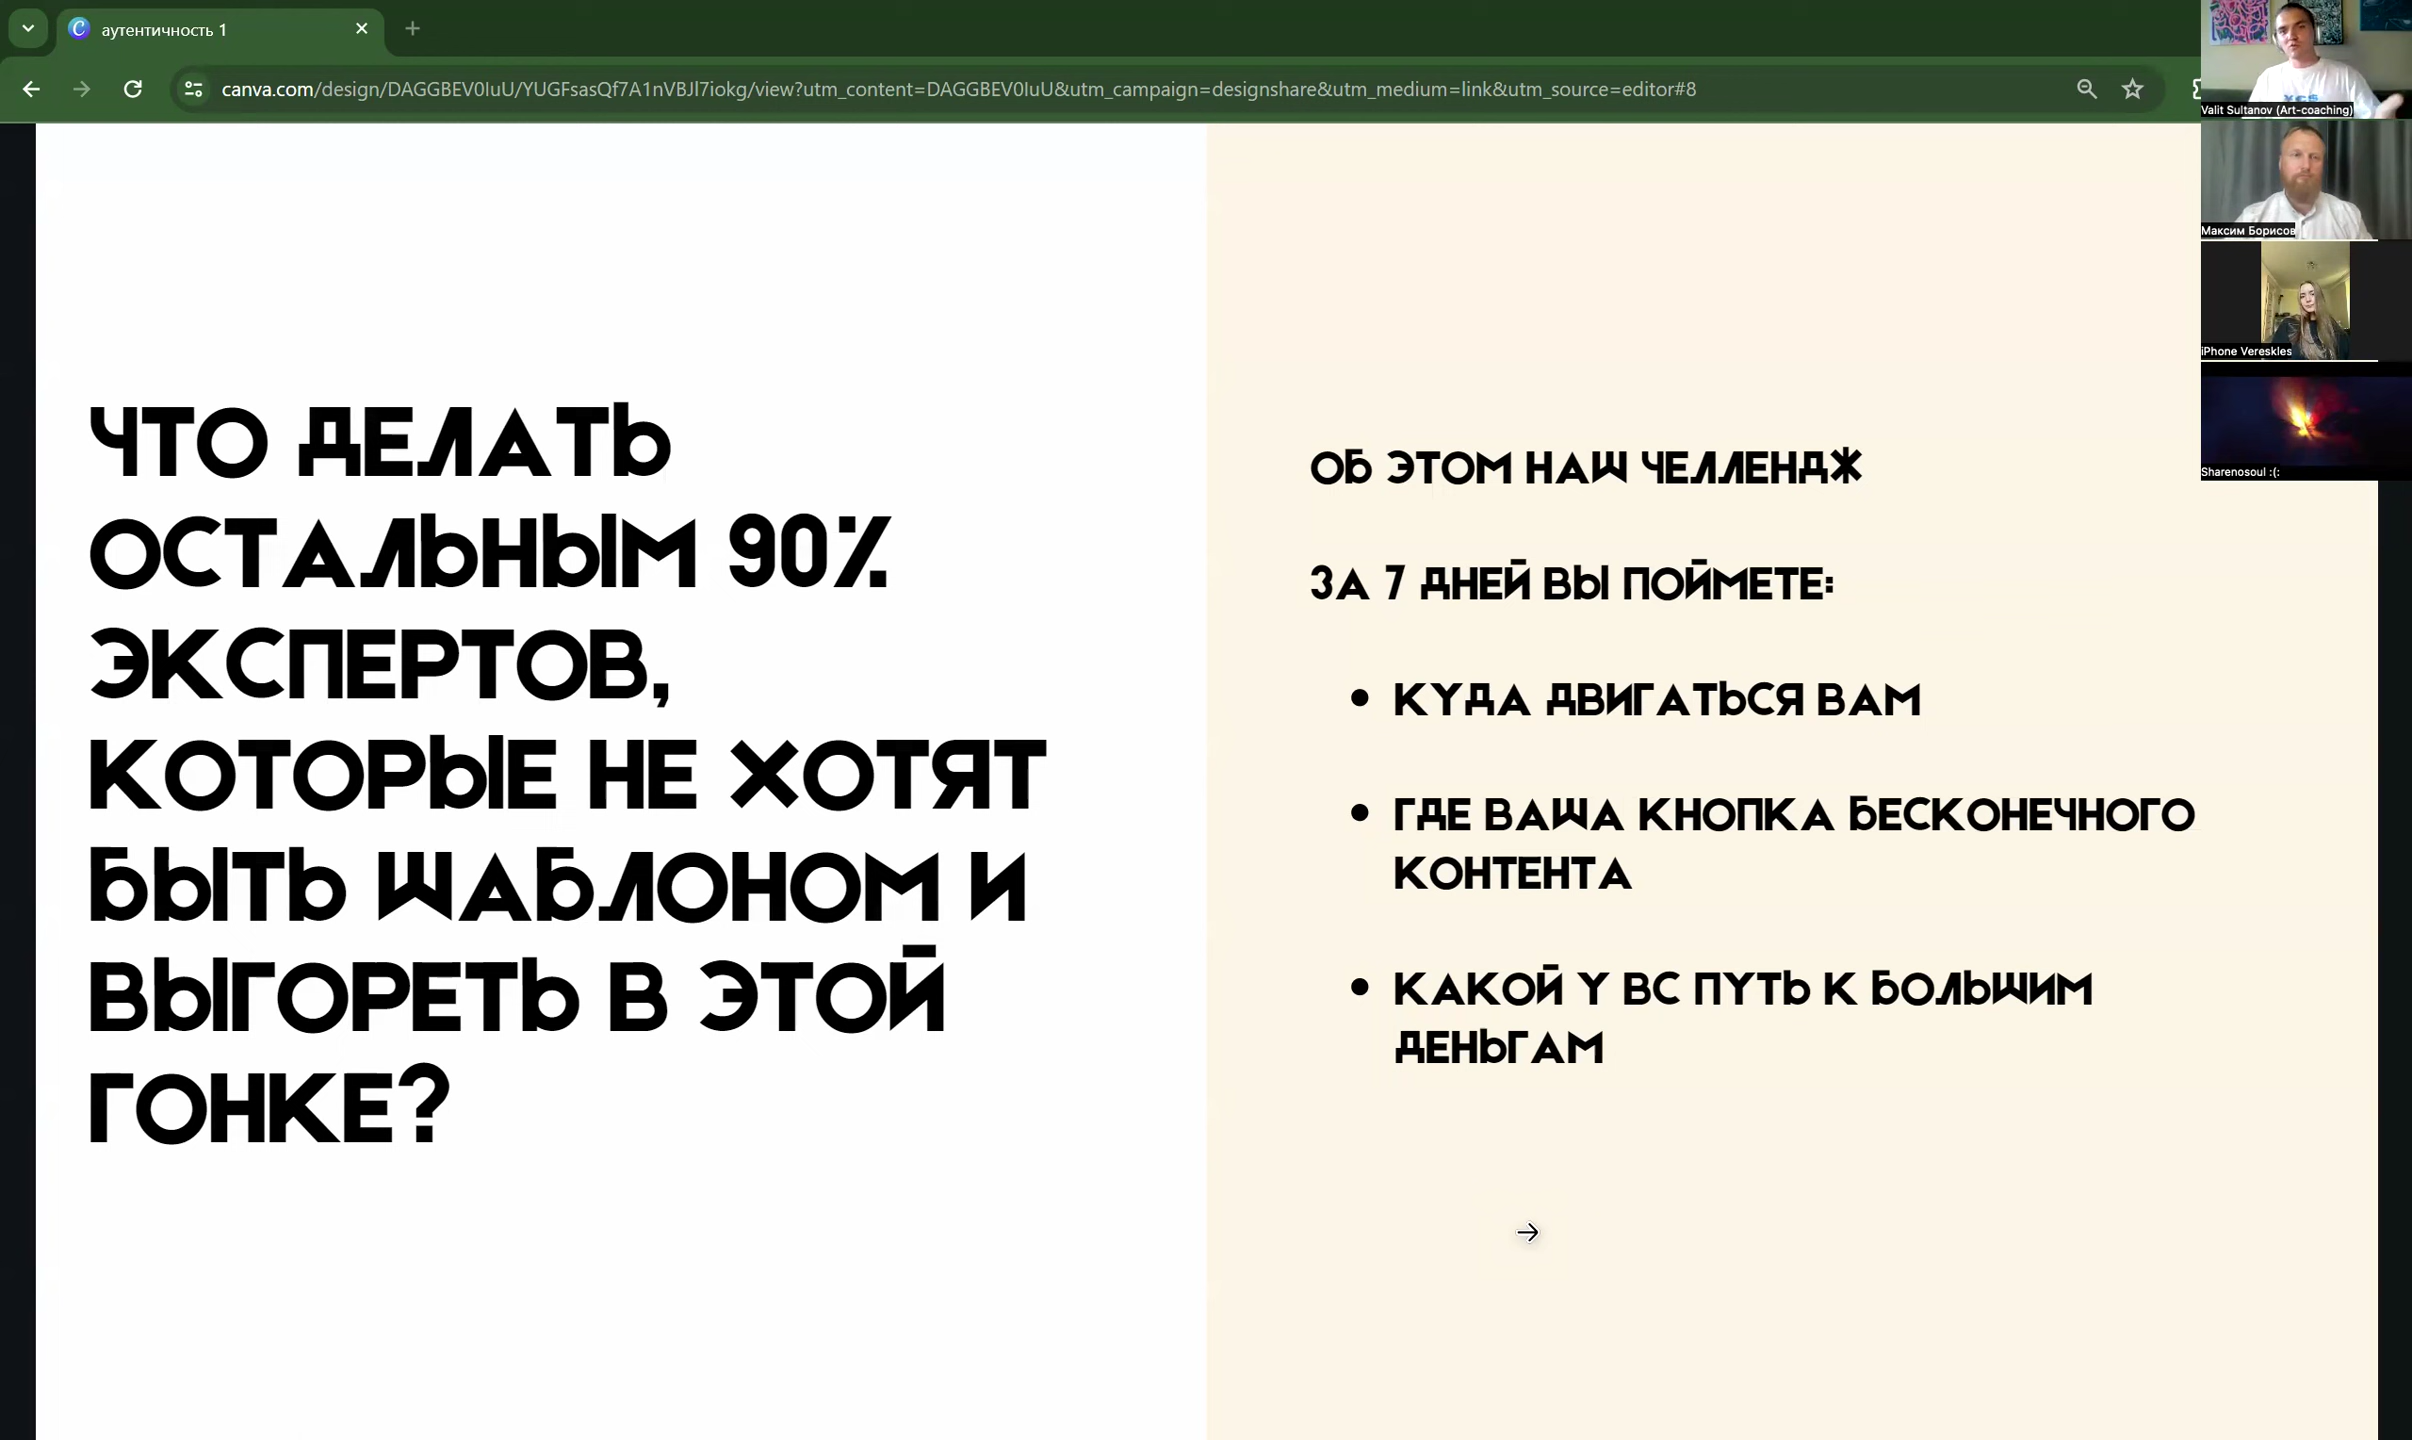 аутентичность 1
canva.com/design/DAGGBEV0IuU/YUGFsasQf7A1nVBJl7iokg/view?utm_content=DAGGBEV0IuU&utm_campaign=designshare&utm_medium=link&utm_source=editor#8
ЧТО ДЕЛАТЬ
ОСТАЛЬНЫМ 90%
ЭКСПЕРТОВ,
КОТОРЫЕ НЕ ХОТЯТ
БЫТЬ ШАБЛОНОМ И
ВЫГОРЕТЬ В ЭТОЙ
ГОНКЕ?
ОБ ЭТОМ НАШ ЧЕЛЛЕНДЖ
ЗА 7 ДНЕЙ ВЫ ПОЙМЕТЕ:
• КУДА ДВИГАТЬСЯ ВАМ
• ГДЕ ВАША КНОПКА БЕСКОНЕЧНОГО
КОНТЕНТА
• КАКОЙ У ВС ПУТЬ К БОЛЬШИМ
ДЕНЬГАМ
Valit Sultanov (Art-coaching)
Максим Борисов
iPhone Vereskles
Sharenosoul :(: